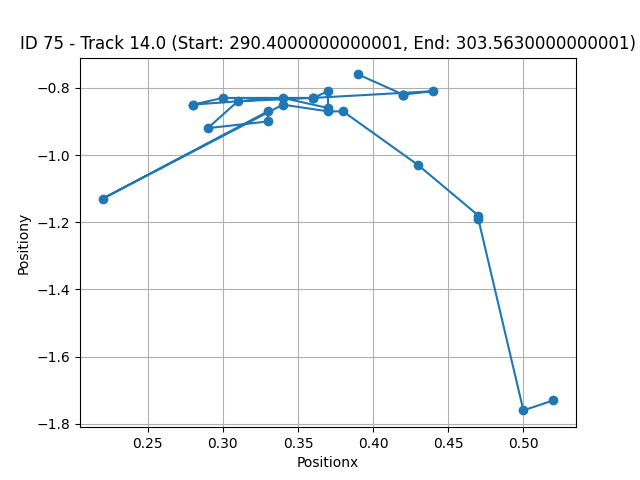 ID 75 - Track 14.0 (Start: 290.4000000000001, End: 303.5630000000001)
Positiony
−0.8
−1.0
−1.2
−1.4
−1.6
−1.8
0.25 0.30 0.35 0.40 0.45 0.50
Positionx